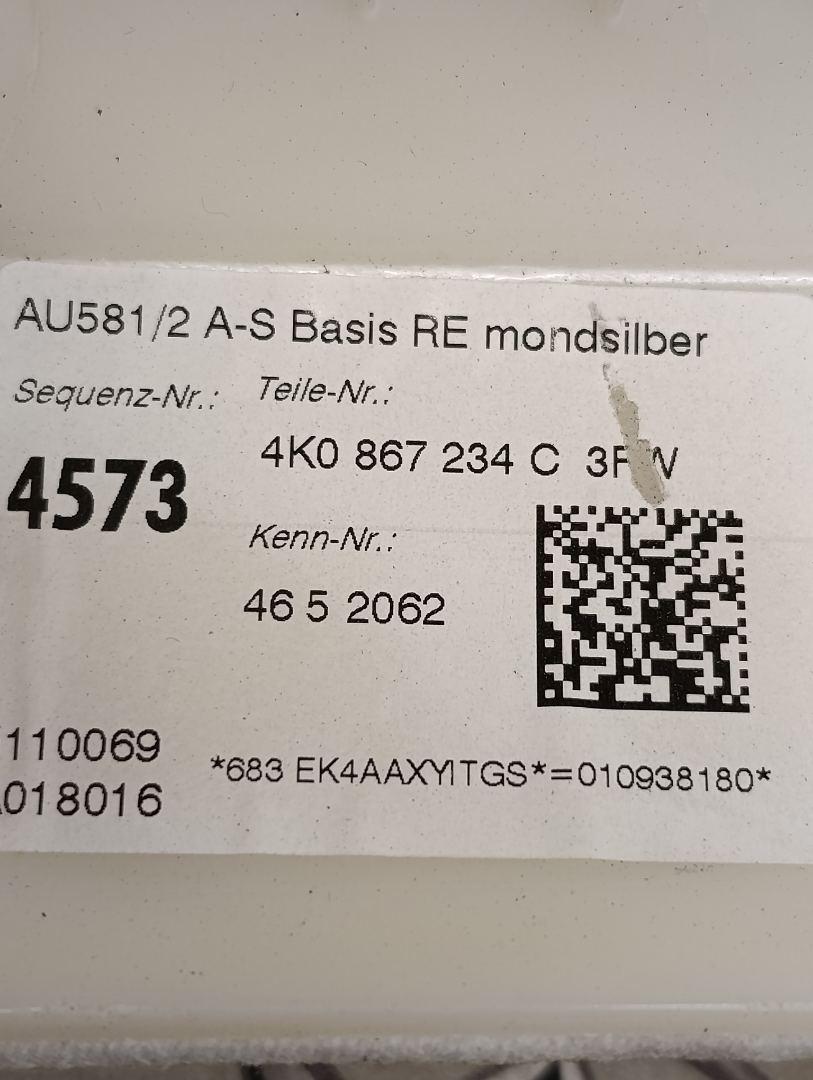 AU581/2 A-S Basis RE mondsilber
Sequenz-Nr.: Teile-Nr.:
4K0 867 234 C
4573
Kenn-Nr.:
46 5 2062
110069
*683 EK4AAXYITGS*=010938180*
018016